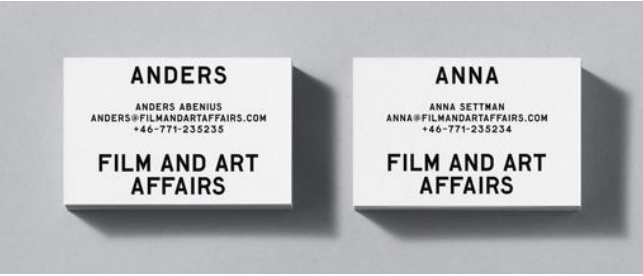 ANDERS
ANDERS ABENIUS
ANDERS@FILMANDARTAFFAIRS.COM
+46-771-235235
FILM AND ART
AFFAIRS
ANNA
ANNA SETTMAN
ANNA@FILMANDARTAFFAIRS.COM
+46-771-235234
FILM AND ART
AFFAIRS